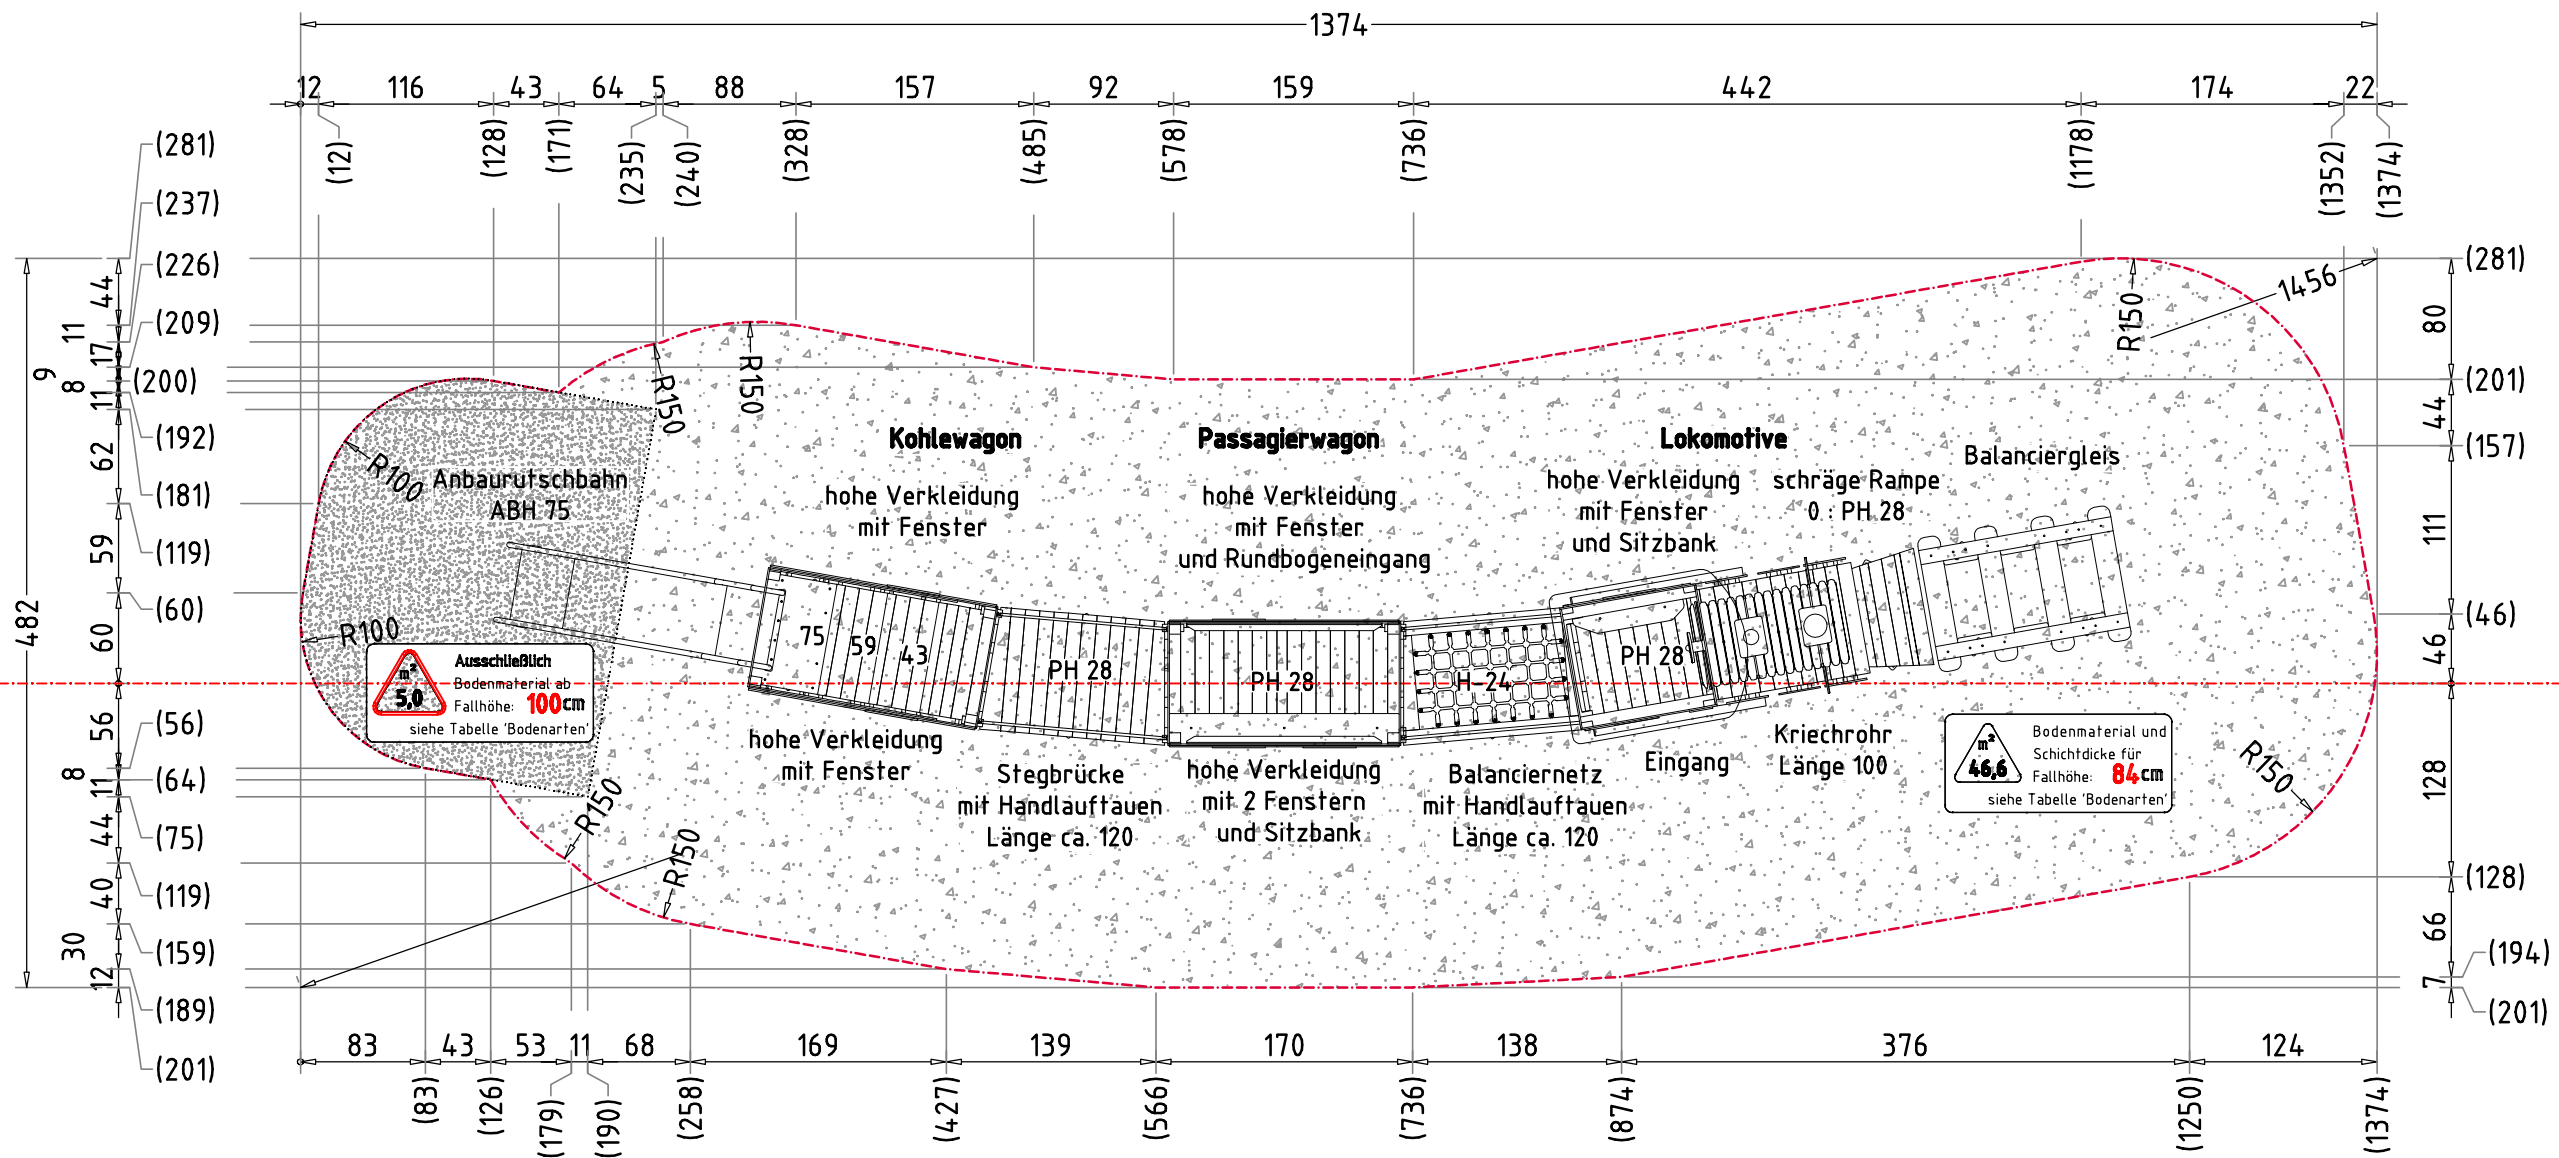 1374
12 116 43 64 5 88 157 92 159 442 174 22
(12) (128) (171) (235) (240) (328) (485) (578) (736) (1178) (1352) (1374)
(281)
(237)
(226)
(209)
(200)
(192)
(181)
(119)
(60)
(56)
(64)
(75)
(119)
(159)
(189)
(201)
482
44
11
17
9
8
11
62
59
60
56
8
11
44
40
30
12
(281)
(201)
(157)
(46)
(128)
(194)
(201)
80
44
111
46
128
66
7
1456
R150
R150
R150
R100
R100
R150
R150
R150
Kohlewagon
hohe Verkleidung
mit Fenster
Passagierwagon
hohe Verkleidung
mit Fenster
und Rundbogeneingang
Lokomotive
hohe Verkleidung
mit Fenster
und Sitzbank
schräge Rampe
0 : PH 28
Balanciergleis
Anbaurutschbahn
ABH 75
75 59 43
PH 28
PH 28
H-24
PH 28
m²
5,0
Ausschließlich
Bodenmaterial ab
Fallhöhe: 100cm
siehe Tabelle 'Bodenarten'
hohe Verkleidung
mit Fenster
Stegbrücke
mit Handlauftauen
Länge ca. 120
hohe Verkleidung
mit 2 Fenstern
und Sitzbank
Balanciernetz
mit Handlauftauen
Länge ca. 120
Eingang
Kriechrohr
Länge 100
m²
46,6
Bodenmaterial und
Schichtdicke für
Fallhöhe: 84cm
siehe Tabelle 'Bodenarten'
83 43 53 11 68 169 139 170 138 376 124
(83) (126) (179) (190) (258) (427) (566) (736) (874) (1250) (1374)